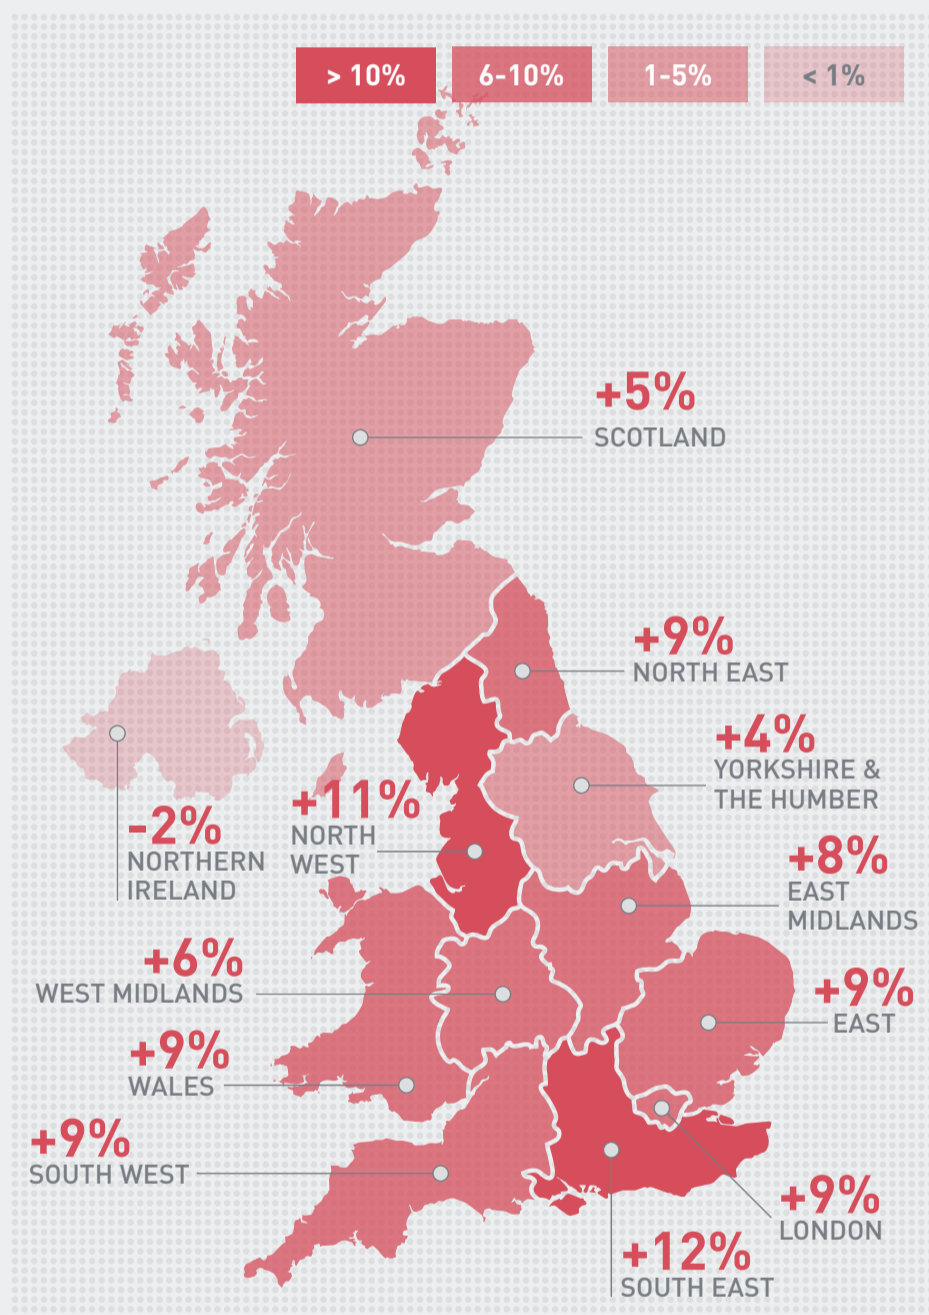 > 10%
6-10%
1-5%
< 1%
+5%
SCOTLAND
+9%
NORTH EAST
+4%
YORKSHIRE &
THE HUMBER
+11%
NORTH
WEST
-2%
NORTHERN
IRELAND
+8%
EAST
MIDLANDS
+6%
WEST MIDLANDS
+9%
EAST
+9%
WALES
+9%
SOUTH WEST
+9%
LONDON
+12%
SOUTH EAST